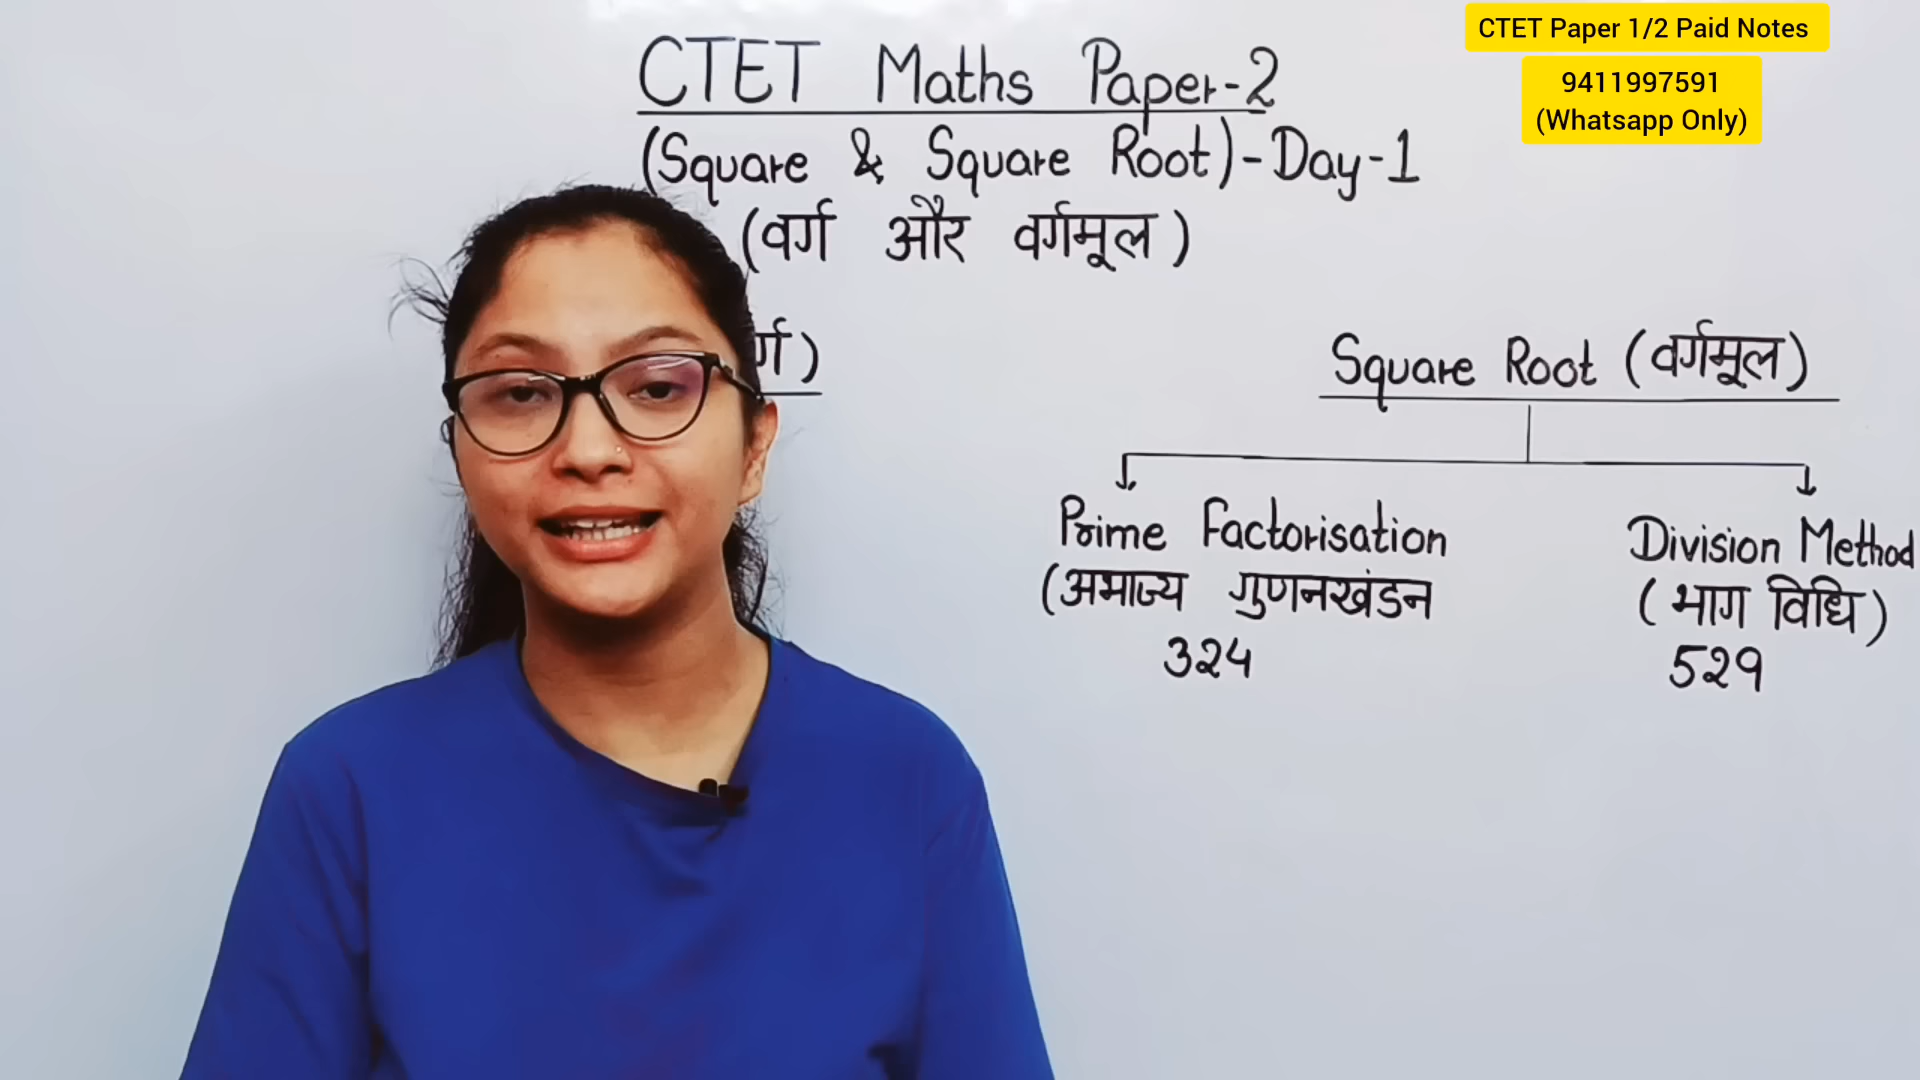 CTET Paper 1/2 Paid Notes
9411997591
(Whatsapp Only)
CTET Maths Paper-2
(Square & Square Root)-Day-1
(वर्ग और वर्गमूल)
Square Root (वर्गमूल)
Prime Factorisation
(अभाज्य गुणनखंडन
324
Division Method
(भाग विधि)
529